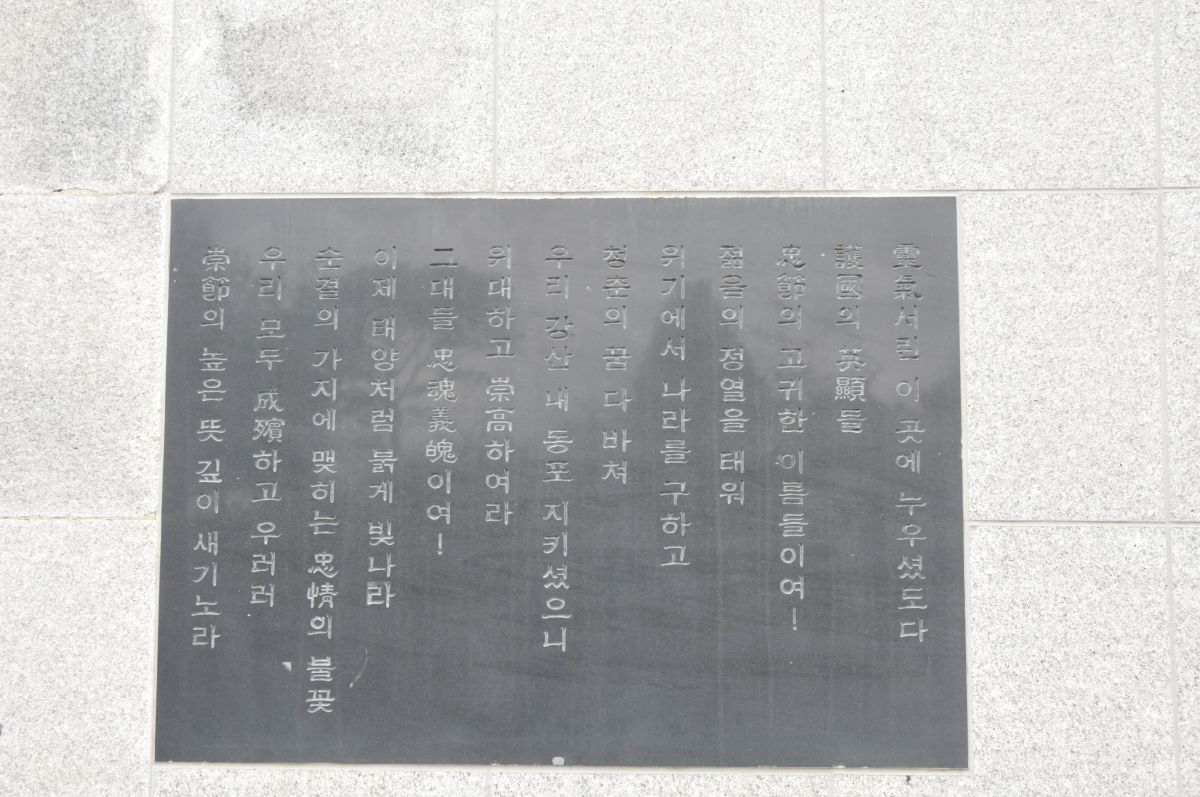 靈氣서린 이 곳에 누우셨도다
護國의 英顯들
忠節의 고귀한 이름들이여!
젊음의 정열을 태워
위기에서 나라를 구하고
청춘의 꿈 다 바쳐
우리 강산 내 동포 지키셨으니
위대하고 崇高하여라
그대들 忠魂義魄이여!
이제 태양처럼 붉게 빛나라
순결의 가지에 맺히는 忠情의 불꽃
우리 모두 成殯하고 우러러
崇節의 높은 뜻 깊이 새기노라